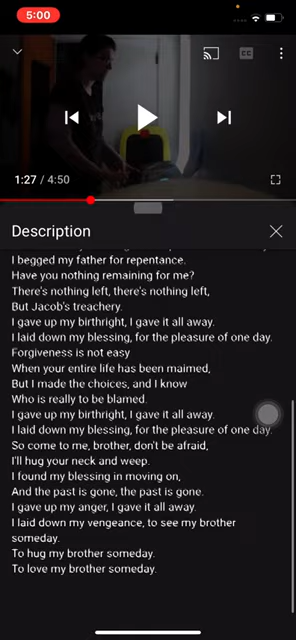 5:00
CC
1:27 / 4:50
Description
I begged my father for repentance.
Have you nothing remaining for me?
There's nothing left, there's nothing left,
But Jacob's treachery.
I gave up my birthright, I gave it all away.
I laid down my blessing, for the pleasure of one day.
Forgiveness is not easy
When your entire life has been maimed,
But I made the choices, and I know
Who is really to be blamed.
I gave up my birthright, I gave it all away.
I laid down my blessing, for the pleasure of one day.
So come to me, brother, don't be afraid,
I'll hug your neck and weep.
I found my blessing in moving on,
And the past is gone, the past is gone.
I gave up my anger, I gave it all away.
I laid down my vengeance, to see my brother
someday.
To hug my brother someday.
To love my brother someday.